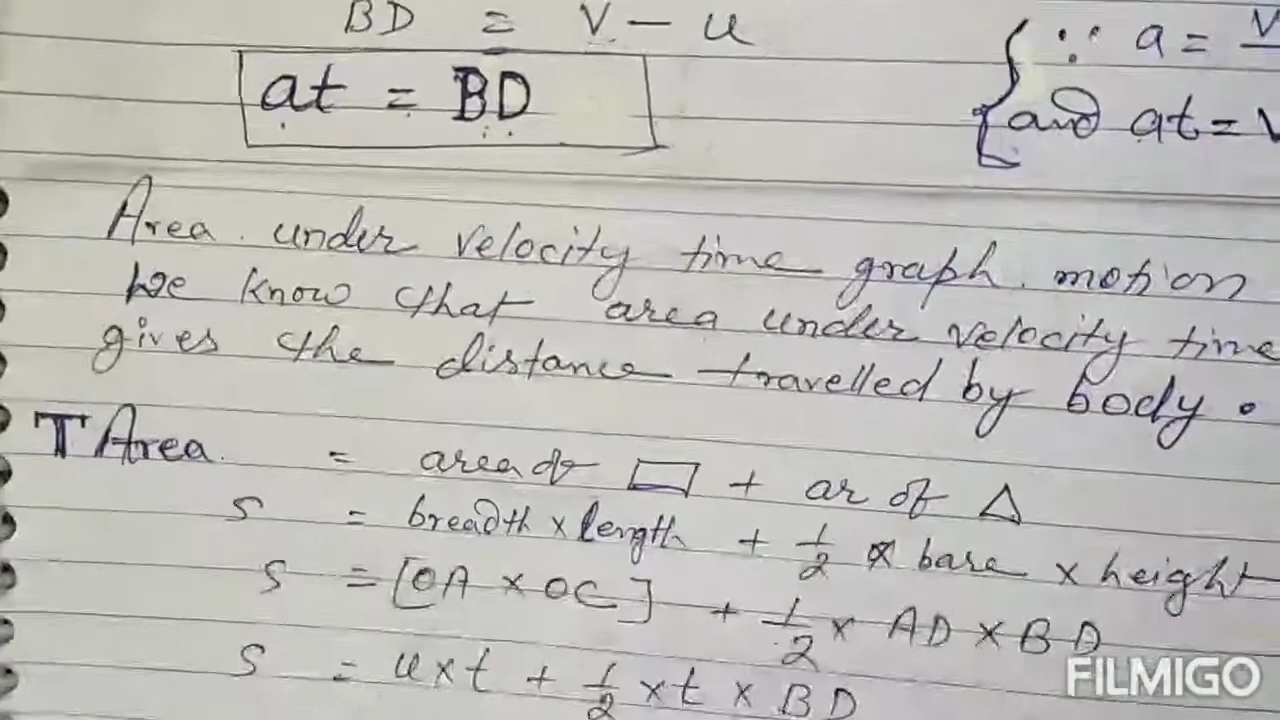 BD = v - u
at = BD
{ ∵ a = v
and at = v
Area under velocity time graph motion
We know that area under velocity time
gives the distance travelled by body.
T Area = area of ▭ + ar of △
S = breadth × length + 1/2 × base × height
S = [OA × OC] + 1/2 × AD × BD
S = u×t + 1/2 × t × BD
FILMIGO